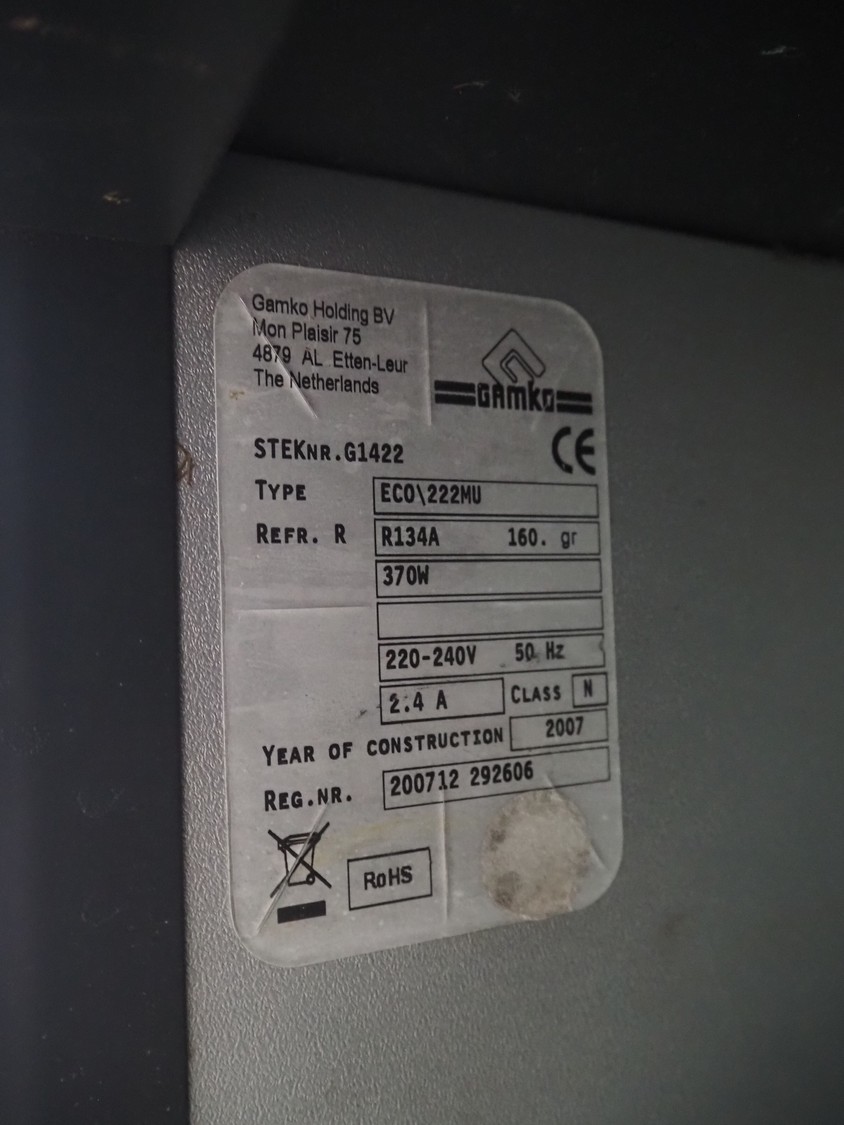 Gamko Holding BV
Mon Plaisir 75
4879 AL Etten-Leur
The Netherlands
GAMKO
CE
STEKNR.G1422
TYPE ECO\222MU
REFR. R R134A 160. gr
370W
220-240V 50 Hz
2.4 A CLASS N
YEAR OF CONSTRUCTION 2007
REG.NR. 200712 292606
RoHS